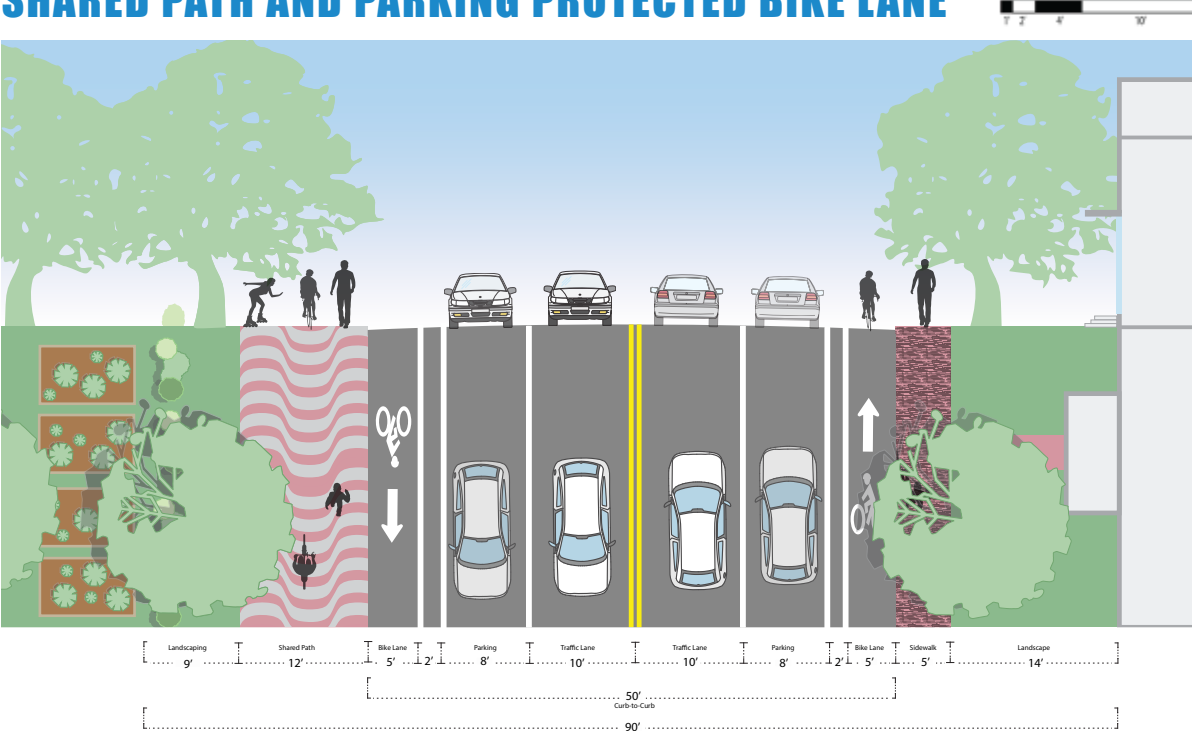 SHARED PATH AND PARKING PROTECTED BIKE LANE
1' 2' 4' 10'
Landscaping Shared Path Bike Lane Parking Traffic Lane Traffic Lane Parking Bike Lane Sidewalk Landscape
9' 12' 5' 2' 8' 10' 10' 8' 2' 5' 5' 14'
50'
Curb-to-Curb
90'